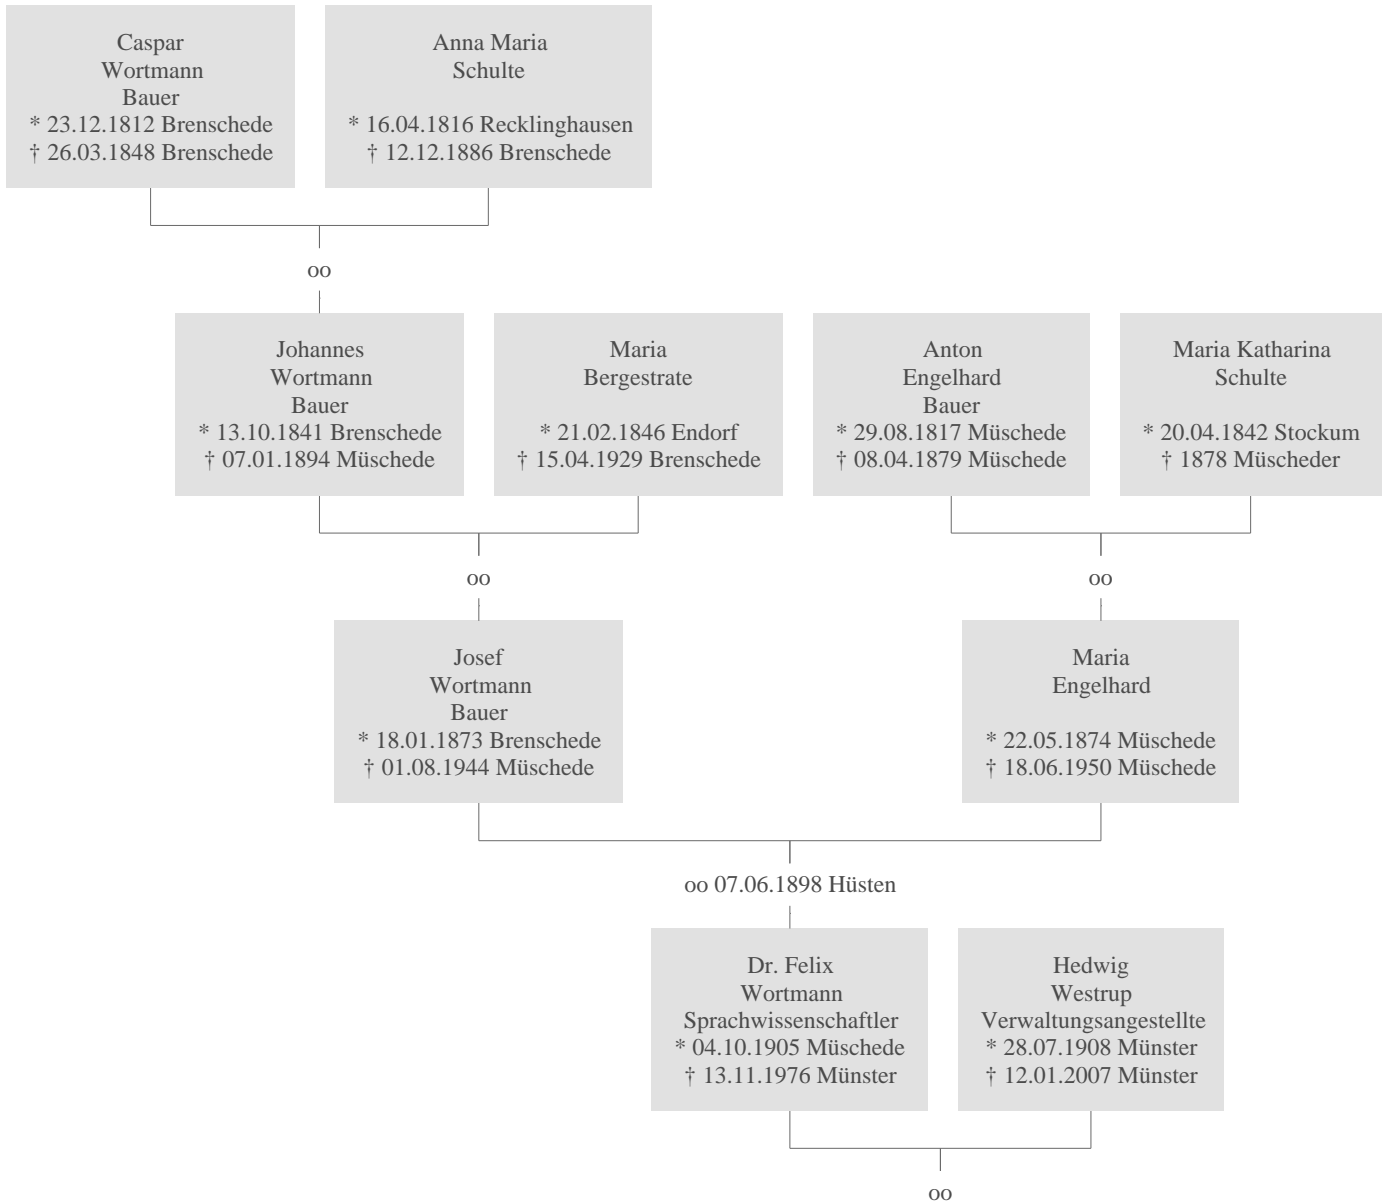 Caspar
Wortmann
Bauer
* 23.12.1812 Brenschede
† 26.03.1848 Brenschede
Anna Maria
Schulte
* 16.04.1816 Recklinghausen
† 12.12.1886 Brenschede
oo
Johannes
Wortmann
Bauer
* 13.10.1841 Brenschede
† 07.01.1894 Müschede
Maria
Bergestrate
* 21.02.1846 Endorf
† 15.04.1929 Brenschede
Anton
Engelhard
Bauer
* 29.08.1817 Müschede
† 08.04.1879 Müschede
Maria Katharina
Schulte
* 20.04.1842 Stockum
† 1878 Müscheder
oo
oo
Josef
Wortmann
Bauer
* 18.01.1873 Brenschede
† 01.08.1944 Müschede
Maria
Engelhard
* 22.05.1874 Müschede
† 18.06.1950 Müschede
oo 07.06.1898 Hüsten
Dr. Felix
Wortmann
Sprachwissenschaftler
* 04.10.1905 Müschede
† 13.11.1976 Münster
Hedwig
Westrup
Verwaltungsangestellte
* 28.07.1908 Münster
† 12.01.2007 Münster
oo